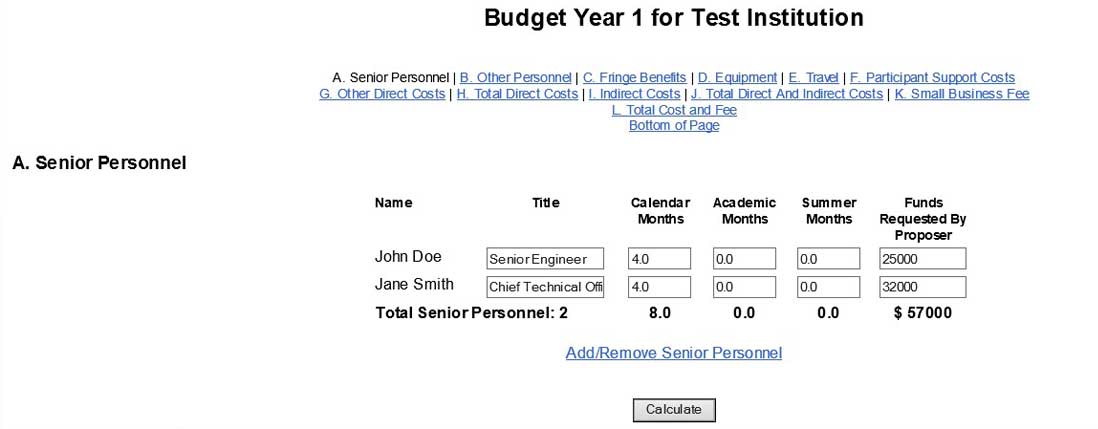 Budget Year 1 for Test Institution
A. Senior Personnel | B. Other Personnel | C. Fringe Benefits | D. Equipment | E. Travel | F. Participant Support Costs
G. Other Direct Costs | H. Total Direct Costs | I. Indirect Costs | J. Total Direct And Indirect Costs | K. Small Business Fee
L. Total Cost and Fee
Bottom of Page
A. Senior Personnel
Name Title Calendar Academic Summer Funds
Months Months Months Requested By
Proposer
John Doe Senior Engineer 4.0 0.0 0.0 25000
Jane Smith Chief Technical Offi 4.0 0.0 0.0 32000
Total Senior Personnel: 2 8.0 0.0 0.0 $ 57000
Add/Remove Senior Personnel
Calculate